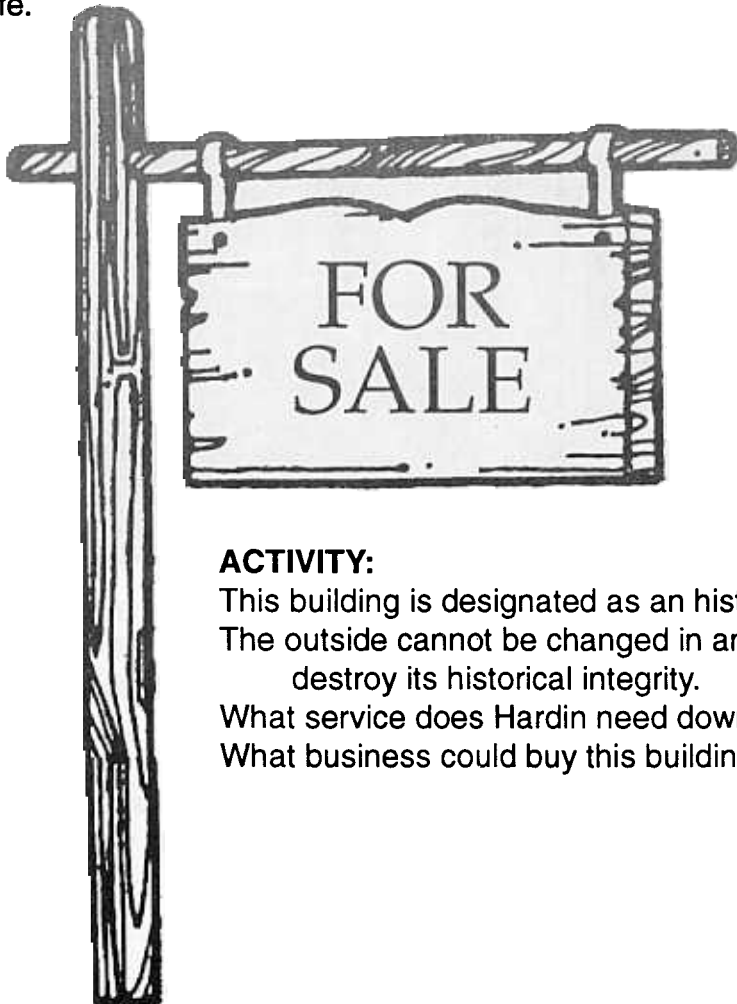 FOR
SALE
ACTIVITY:
This building is designated as an
The outside cannot be changed in
destroy its historical integrity.
What service does Hardin need
What business could buy this